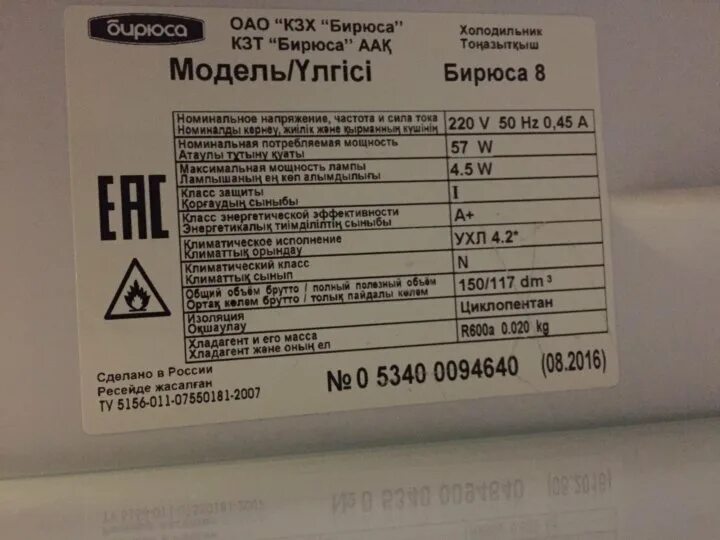 бирюса
ОАО "КЗХ "Бирюса"
КЗТ "Бирюса" ААҚ
Холодильник
Тоңазытқыш
Модель/Үлгісі
Бирюса 8
Номинальное напряжение, частота и сила тока
Номиналды кернеу, жиілік және қырманның күшінің
220 V 50 Hz 0,45 A
Номинальная потребляемая мощность
Атаулы тұтыну қуаты
57 W
Максимальная мощность лампы
Лампышаның ең көп алымдылығы
4.5 W
Класс защиты
Қорғаудың сыныбы
I
Класс энергетической эффективности
Энергетикалық тиімділілтің сыныбы
A+
Климатическое исполнение
Климаттық орындау
УХЛ 4.2*
Климатический класс
Климаттық сынып
N
Общий объём брутто / полный полезный объём
Ортақ көлем брутто / толық пайдалы көлем
150/117 dm³
Изоляция
Оқшаулау
Циклопентан
Хладагент и его масса
Хладагент және оның ел
R600a 0.020 kg
EAC
Сделано в России
Ресейде жасалған
ТУ 5156-011-07550181-2007
№ 0 5340 0094640
(08.2016)